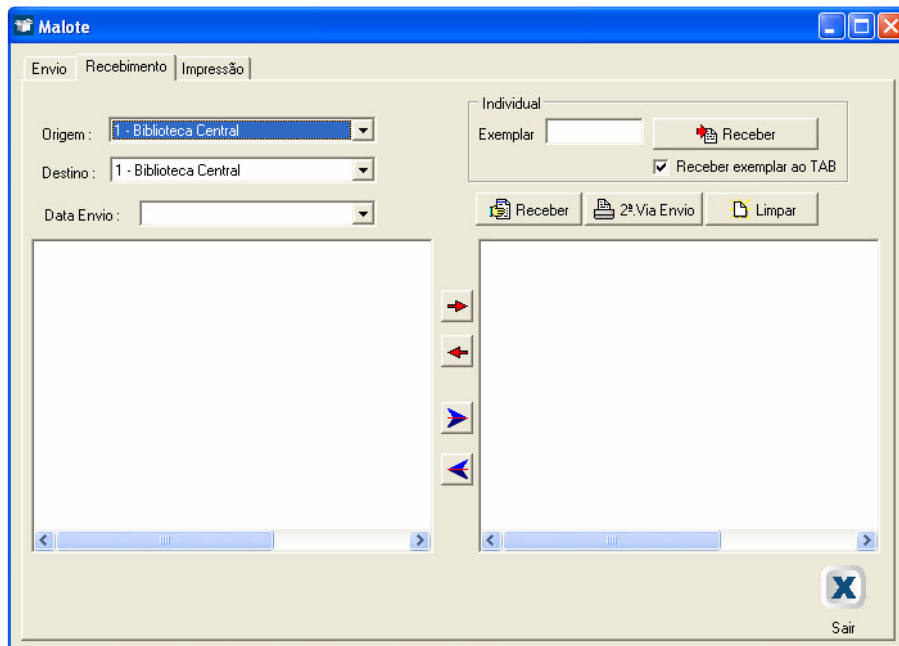 Malote
Envio Recebimento Impressão
Individual
Origem : 1 - Biblioteca Central
Exemplar Receber
Destino : 1 - Biblioteca Central
Receber exemplar ao TAB
Data Envio :
Receber 2ª.Via Envio Limpar
Sair